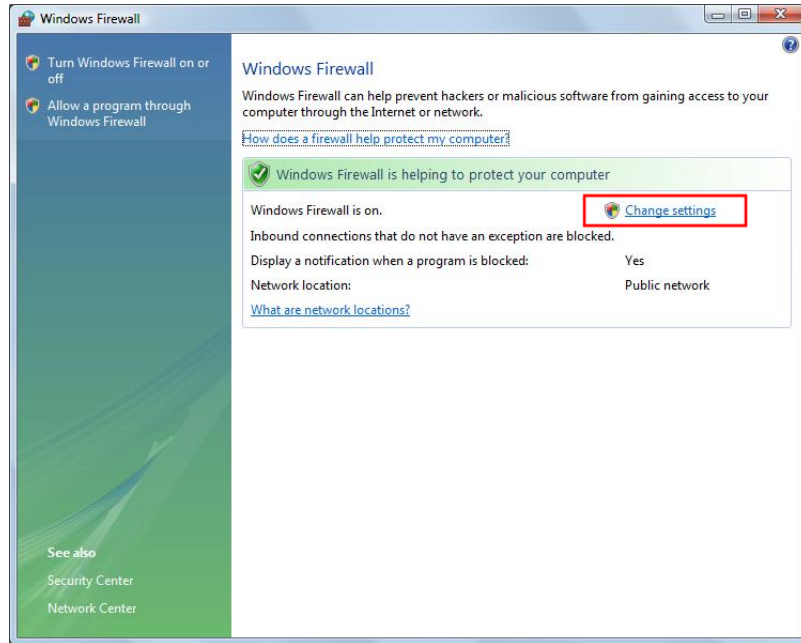 Windows Firewall
Turn Windows Firewall on or
off
Allow a program through
Windows Firewall
See also
Security Center
Network Center
Windows Firewall
Windows Firewall can help prevent hackers or malicious software from gaining access to your
computer through the Internet or network.
How does a firewall help protect my computer?
Windows Firewall is helping to protect your computer
Windows Firewall is on. Change settings
Inbound connections that do not have an exception are blocked.
Display a notification when a program is blocked: Yes
Network location: Public network
What are network locations?